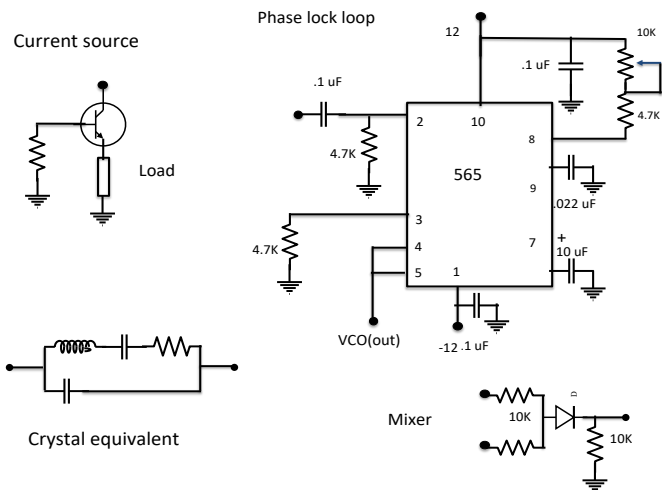 Phase lock loop
Current source
12
10K
.1 uF
.1 uF
2
10
4.7K
8
4.7K
565
Load
9
.022 uF
3
4.7K
4
7
+
10 uF
5
1
VCO(out)
-12
.1 uF
D
Mixer
10K
10K
Crystal equivalent